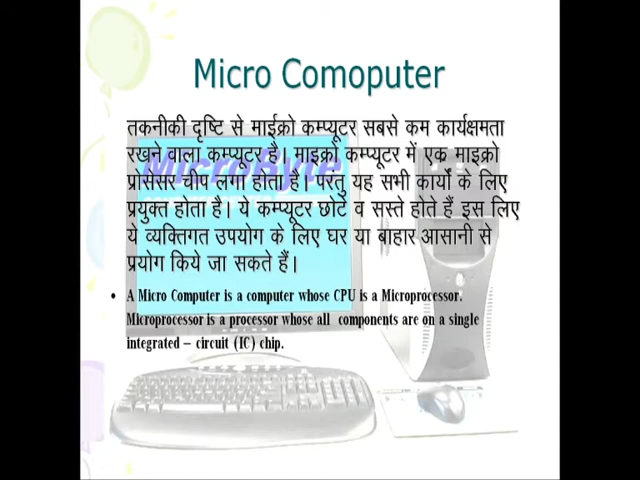 Micro Comoputer
तकनीकी दृष्टि से माईक्रो कम्प्यूटर सबसे कम कार्यक्षमता
रखने वाला कम्प्यूटर है। माइक्रो कम्प्यूटर में एक माइक्रो
प्रोसेसर चीप लगा होता है। परंतु यह सभी कार्यो के लिए
प्रयुक्त होता है। ये कम्प्यूटर छोटे व सस्ते होते हैं इस लिए
ये व्यक्तिगत उपयोग के लिए घर या बाहार आसानी से
प्रयोग किये जा सकते हैं।
• A Micro Computer is a computer whose CPU is a Microprocessor.
Microprocessor is a processor whose all components are on a single
integrated – circuit (IC) chip.
MicroByte